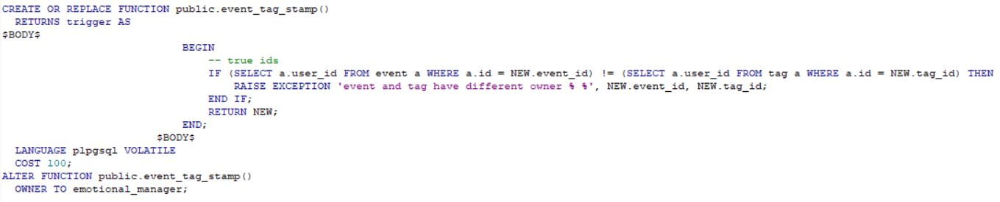 CREATE OR REPLACE FUNCTION public.event_tag_stamp()
  RETURNS trigger AS
$BODY$
                            BEGIN
                                -- true ids
                                IF (SELECT a.user_id FROM event a WHERE a.id = NEW.event_id) != (SELECT a.user_id FROM tag a WHERE a.id = NEW.tag_id) THEN
                                    RAISE EXCEPTION 'event and tag have different owner % %', NEW.event_id, NEW.tag_id;
                                END IF;
                                RETURN NEW;
                            END;
                        $BODY$
  LANGUAGE plpgsql VOLATILE
  COST 100;
ALTER FUNCTION public.event_tag_stamp()
  OWNER TO emotional_manager;